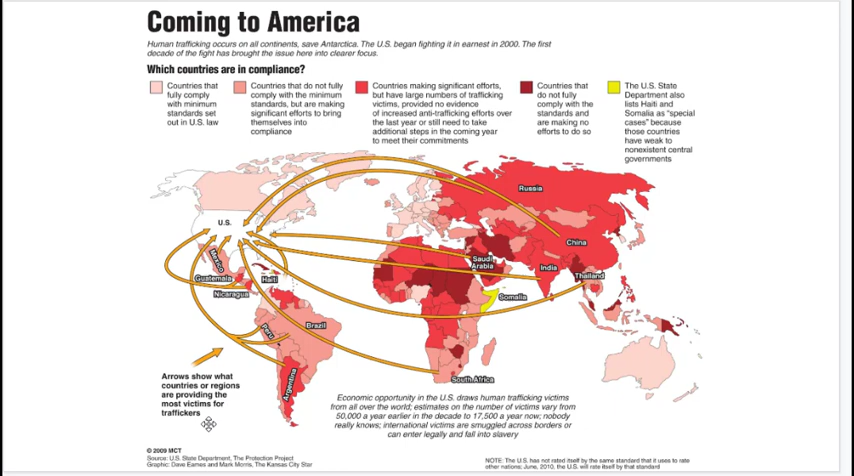 Coming to America
Human trafficking occurs on all continents, save Antarctica. The U.S. began fighting it in earnest in 2000. The first
decade of the fight has brought the issue here into clearer focus.
Which countries are in compliance?
Countries that
fully comply
with minimum
standards set
out in U.S. law
Countries that do not fully
comply with the minimum
standards, but are making
significant efforts to bring
themselves into
compliance
Countries making significant efforts,
but have large numbers of trafficking
victims, provided no evidence
of increased anti-trafficking efforts over
the last year or still need to take
additional steps in the coming year
to meet their commitments
Countries that
do not fully
comply with the
standards and
are making no
efforts to do so
The U.S. State
Department also
lists Haiti and
Somalia as “special
cases” because
those countries
have weak to
nonexistent central
governments
Russia
U.S.
China
Mexico
Saudi
Arabia
India
Guatemala
Haiti
Thailand
Nicaragua
Somalia
Brazil
Peru
Argentina
South Africa
Arrows show what
countries or regions
are providing the
most victims for
traffickers
Economic opportunity in the U.S. draws human trafficking victims
from all over the world; estimates on the number of victims vary from
50,000 a year earlier in the decade to 17,500 a year now; nobody
really knows; international victims are smuggled across borders or
can enter legally and fall into slavery
© 2009 MCT
Source: U.S. State Department, The Protection Project
Graphic: Dave Eames and Mark Morris, The Kansas City Star
NOTE: The U.S. has not rated itself by the same standard that it uses to rate
other nations; June, 2010, the U.S. will rate itself by that standard